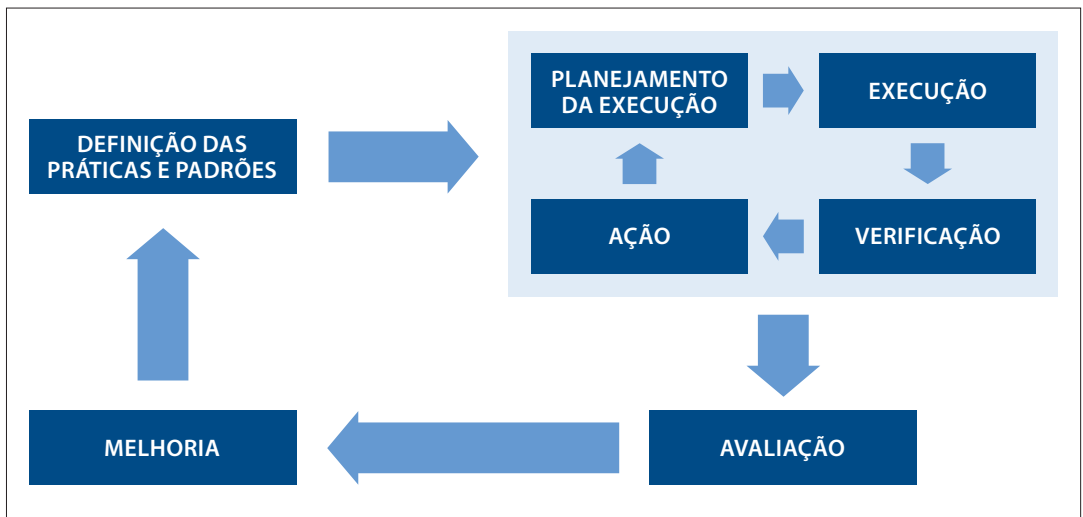 PLANEJAMENTO
DA EXECUÇÃO
EXECUÇÃO
DEFINIÇÃO DAS
PRÁTICAS E PADRÕES
AÇÃO
VERIFICAÇÃO
MELHORIA
AVALIAÇÃO